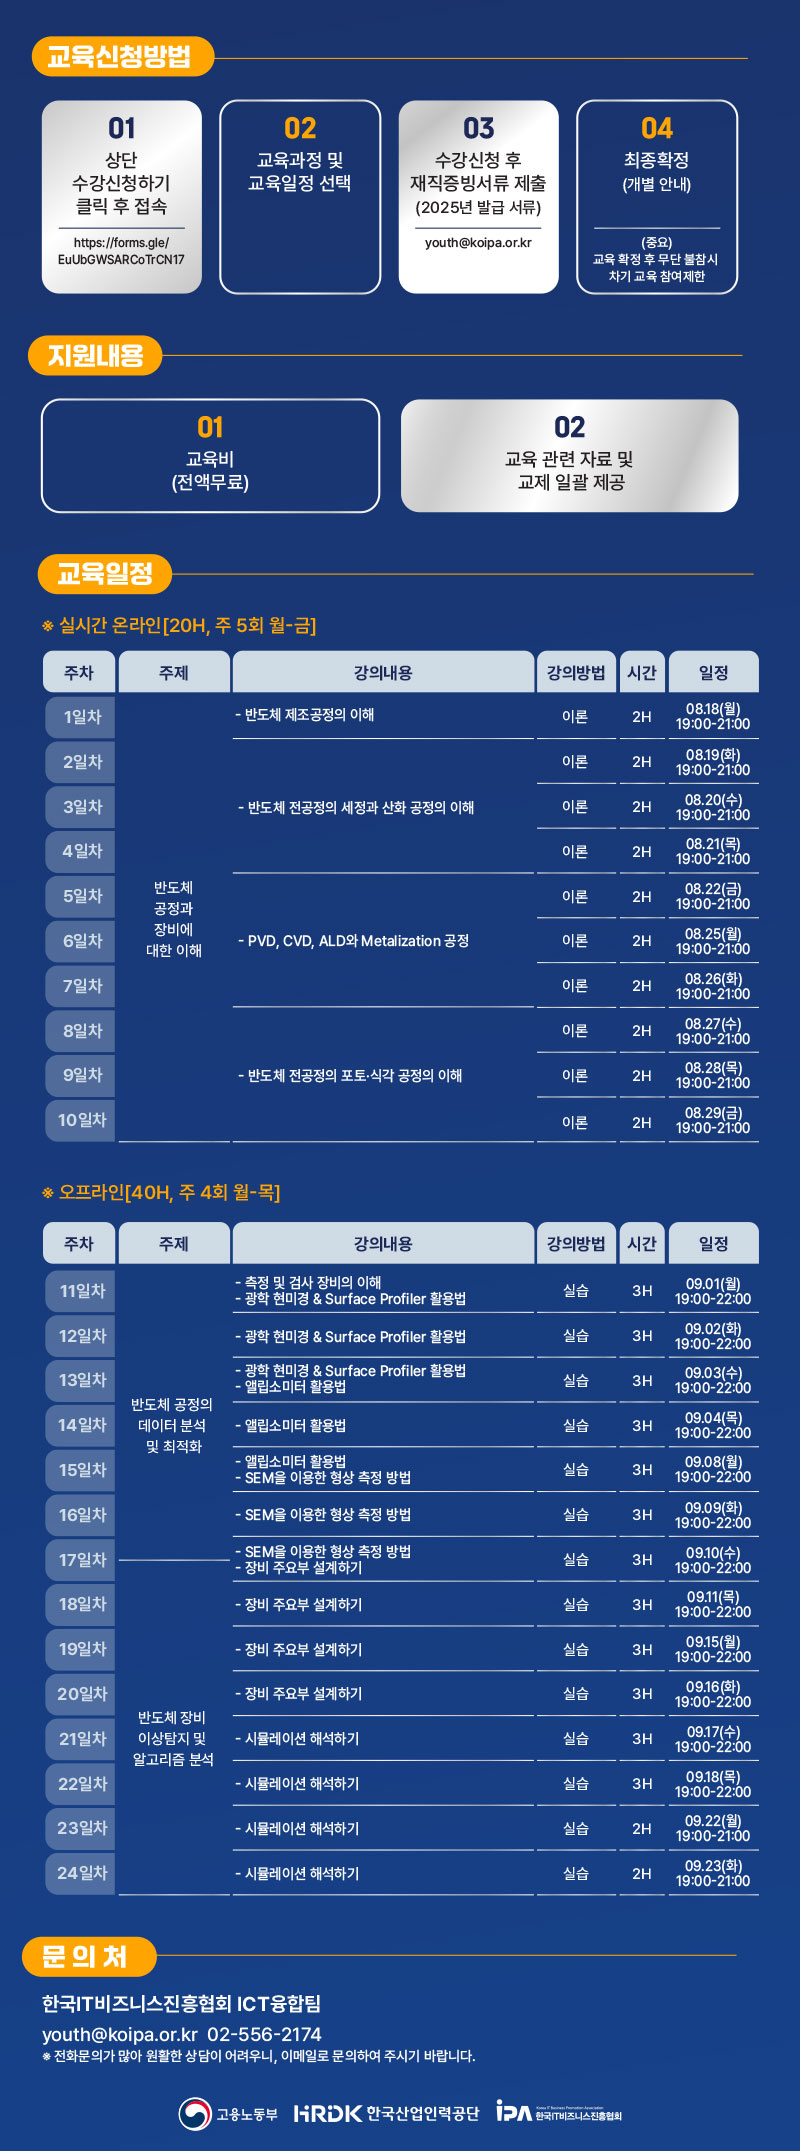 교육신청방법
01
상단
수강신청하기
클릭 후 접속
https://forms.gle/
EuUbGWSARCoTrCN17
02
교육과정 및
교육일정 선택
03
수강신청 후
재직증빙서류 제출
(2025년 발급 서류)
youth@koipa.or.kr
04
최종확정
(개별 안내)
(중요)
교육 확정 후 무단 불참시
차기 교육 참여제한
지원내용
01
교육비
(전액무료)
02
교육 관련 자료 및
교제 일괄 제공
교육일정
※ 실시간 온라인[20H, 주 5회 월-금]
주차 주제 강의내용 강의방법 시간 일정
1일차 - 반도체 제조공정의 이해 이론 2H 08.18(월) 19:00-21:00
2일차 이론 2H 08.19(화) 19:00-21:00
3일차 - 반도체 전공정의 세정과 산화 공정의 이해 이론 2H 08.20(수) 19:00-21:00
4일차 이론 2H 08.21(목) 19:00-21:00
반도체
공정과
장비에
대한 이해
5일차 이론 2H 08.22(금) 19:00-21:00
6일차 - PVD, CVD, ALD와 Metalization 공정 이론 2H 08.25(월) 19:00-21:00
7일차 이론 2H 08.26(화) 19:00-21:00
8일차 이론 2H 08.27(수) 19:00-21:00
9일차 - 반도체 전공정의 포토·식각 공정의 이해 이론 2H 08.28(목) 19:00-21:00
10일차 이론 2H 08.29(금) 19:00-21:00
※ 오프라인[40H, 주 4회 월-목]
주차 주제 강의내용 강의방법 시간 일정
11일차 - 측정 및 검사 장비의 이해
- 광학 현미경 & Surface Profiler 활용법 실습 3H 09.01(월) 19:00-22:00
12일차 - 광학 현미경 & Surface Profiler 활용법 실습 3H 09.02(화) 19:00-22:00
13일차 - 광학 현미경 & Surface Profiler 활용법
- 앨립소미터 활용법 실습 3H 09.03(수) 19:00-22:00
반도체 공정의
데이터 분석
및 최적화
14일차 - 앨립소미터 활용법 실습 3H 09.04(목) 19:00-22:00
15일차 - 앨립소미터 활용법
- SEM을 이용한 형상 측정 방법 실습 3H 09.08(월) 19:00-22:00
16일차 - SEM을 이용한 형상 측정 방법 실습 3H 09.09(화) 19:00-22:00
17일차 - SEM을 이용한 형상 측정 방법
- 장비 주요부 설계하기 실습 3H 09.10(수) 19:00-22:00
18일차 - 장비 주요부 설계하기 실습 3H 09.11(목) 19:00-22:00
19일차 - 장비 주요부 설계하기 실습 3H 09.15(월) 19:00-22:00
20일차 - 장비 주요부 설계하기 실습 3H 09.16(화) 19:00-22:00
반도체 장비
이상탐지 및
알고리즘 분석
21일차 - 시뮬레이션 해석하기 실습 3H 09.17(수) 19:00-22:00
22일차 - 시뮬레이션 해석하기 실습 3H 09.18(목) 19:00-22:00
23일차 - 시뮬레이션 해석하기 실습 2H 09.22(월) 19:00-21:00
24일차 - 시뮬레이션 해석하기 실습 2H 09.23(화) 19:00-21:00
문의처
한국IT비즈니스진흥협회 ICT융합팀
youth@koipa.or.kr 02-556-2174
※ 전화문의가 많아 원활한 상담이 어려우니, 이메일로 문의하여 주시기 바랍니다.
고용노동부 HRDK 한국산업인력공단 iPA Korea IT Business Promotion Association 한국IT비즈니스진흥협회